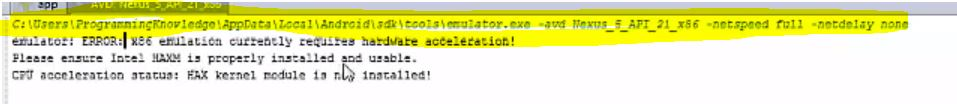 app AVD: Nexus_5_API_21_x86
C:\Users\ProgrammingKnowledge\AppData\Local\Android\sdk\tools\emulator.exe -avd Nexus_5_API_21_x86 -netspeed full -netdelay none
emulator: ERROR: x86 emulation currently requires hardware acceleration!
Please ensure Intel HAXM is properly installed and usable.
CPU acceleration status: HAX kernel module is not installed!